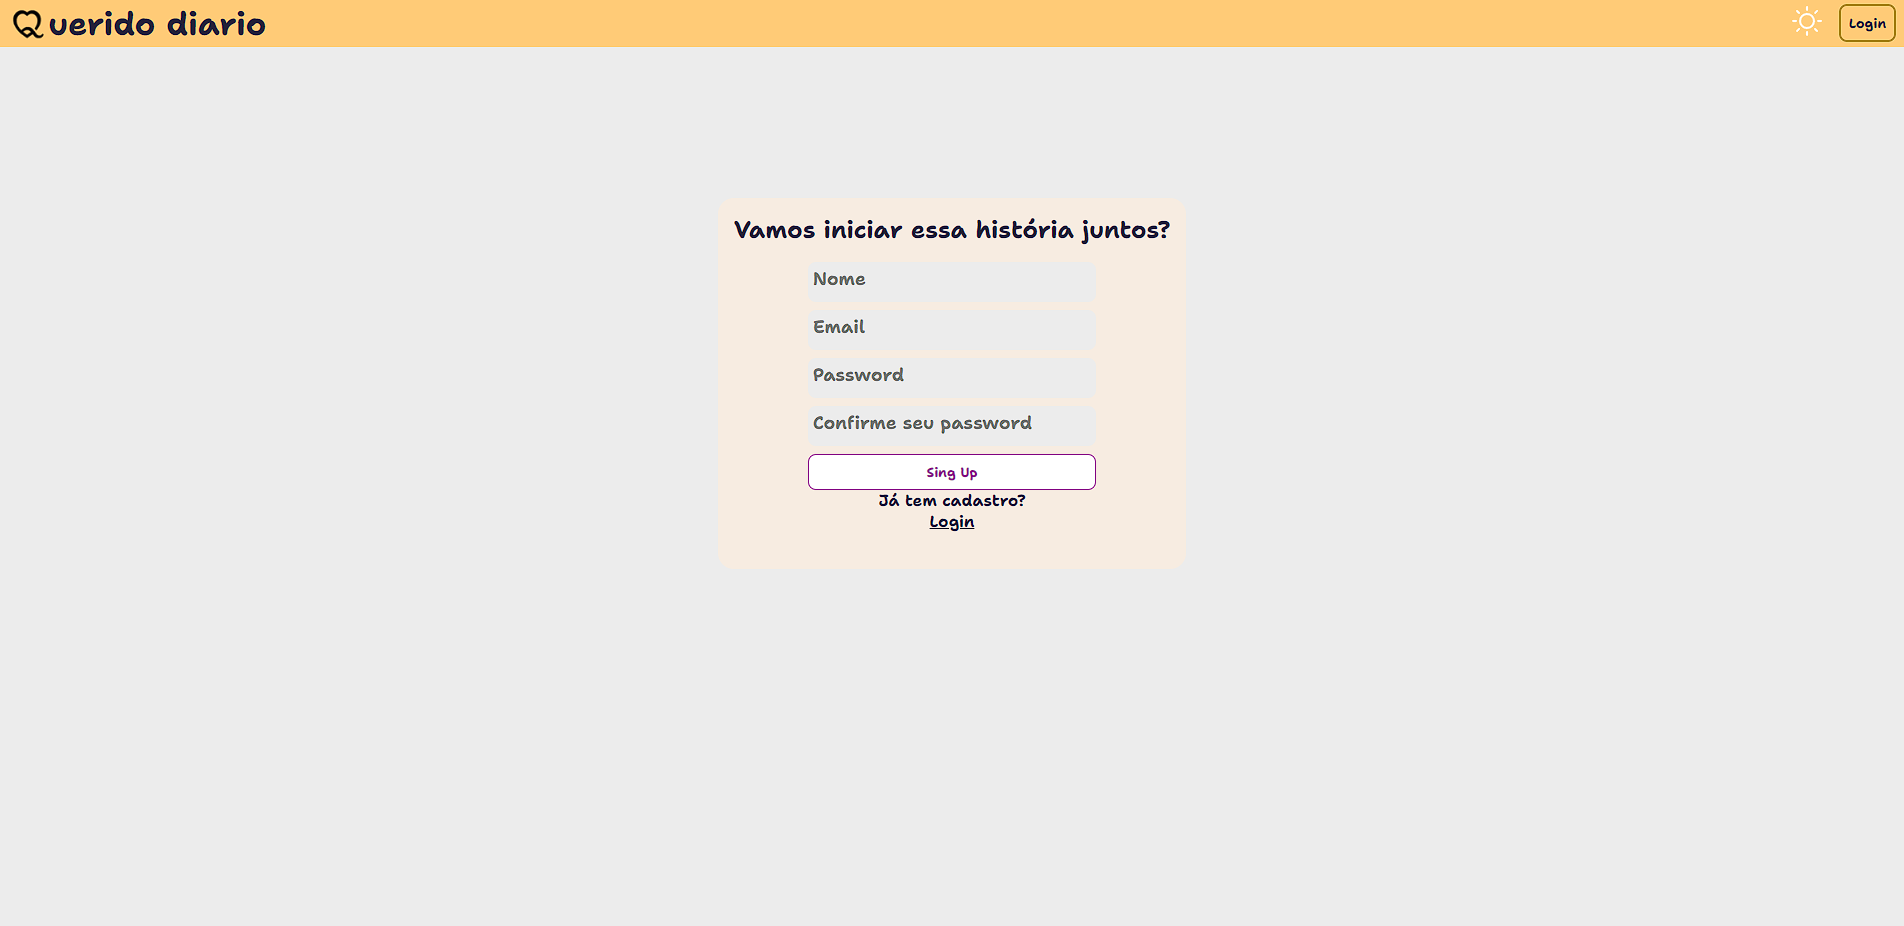 Querido diario
Login
Vamos iniciar essa história juntos?
Nome
Email
Password
Confirme seu password
Sing Up
Já tem cadastro?
Login